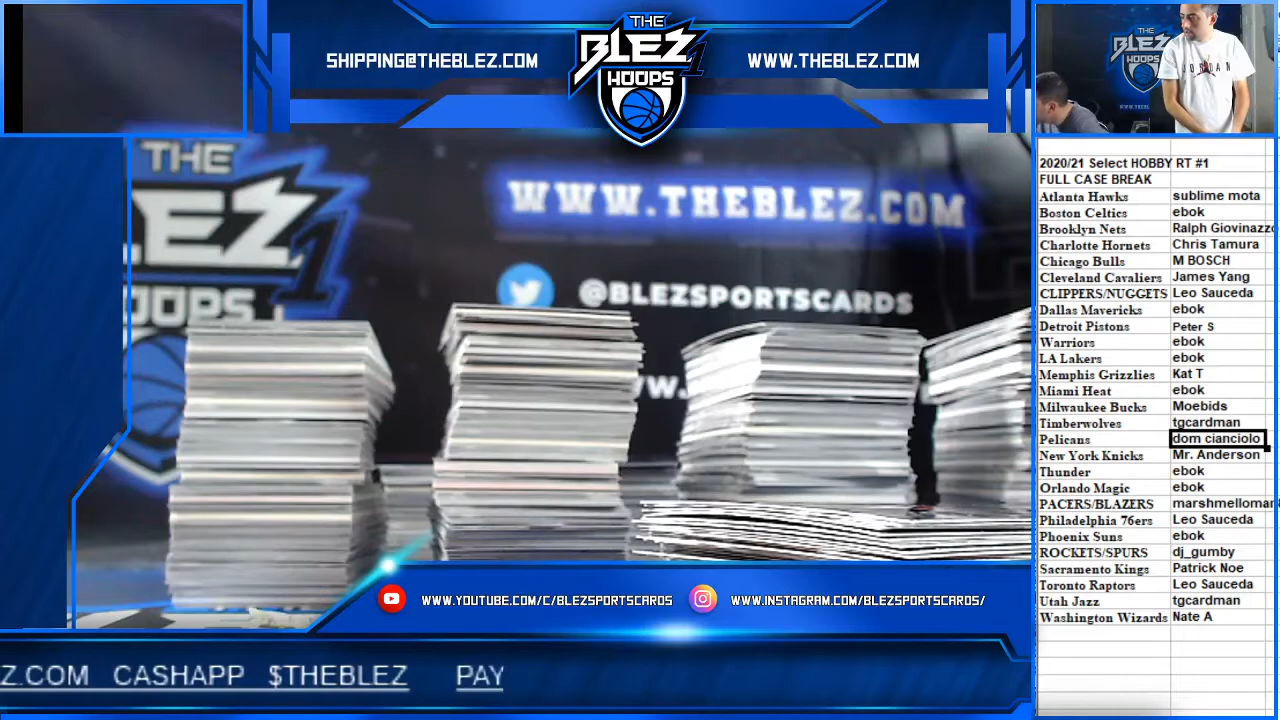 SHIPPING@THEBLEZ.COM
THE
BLEZ 1
HOOPS
WWW.THEBLEZ.COM
BLEZ
JORDAN
THE
BLEZ 1
HOOPS
WWW.THEBLEZ.COM
@BLEZSPORTSCARDS
2020/21 Select HOBBY RT #1
FULL CASE BREAK
Atlanta Hawks sublime mota
Boston Celtics ebok
Brooklyn Nets Ralph Giovinazzo
Charlotte Hornets Chris Tamura
Chicago Bulls M BOSCH
Cleveland Cavaliers James Yang
CLIPPERS/NUGGETS Leo Sauceda
Dallas Mavericks ebok
Detroit Pistons Peter S
Warriors ebok
LA Lakers ebok
Memphis Grizzlies Kat T
Miami Heat ebok
Milwaukee Bucks Moebids
Timberwolves tgcardman
Pelicans dom cianciolo
New York Knicks Mr. Anderson
Thunder ebok
Orlando Magic ebok
PACERS/BLAZERS marshmelloman
Philadelphia 76ers Leo Sauceda
Phoenix Suns ebok
ROCKETS/SPURS dj_gumby
Sacramento Kings Patrick Noe
Toronto Raptors Leo Sauceda
Utah Jazz tgcardman
Washington Wizards Nate A
WWW.YOUTUBE.COM/C/BLEZSPORTSCARDS
WWW.INSTAGRAM.COM/BLEZSPORTSCARDS/
Z.COM CASHAPP $THEBLEZ PAY